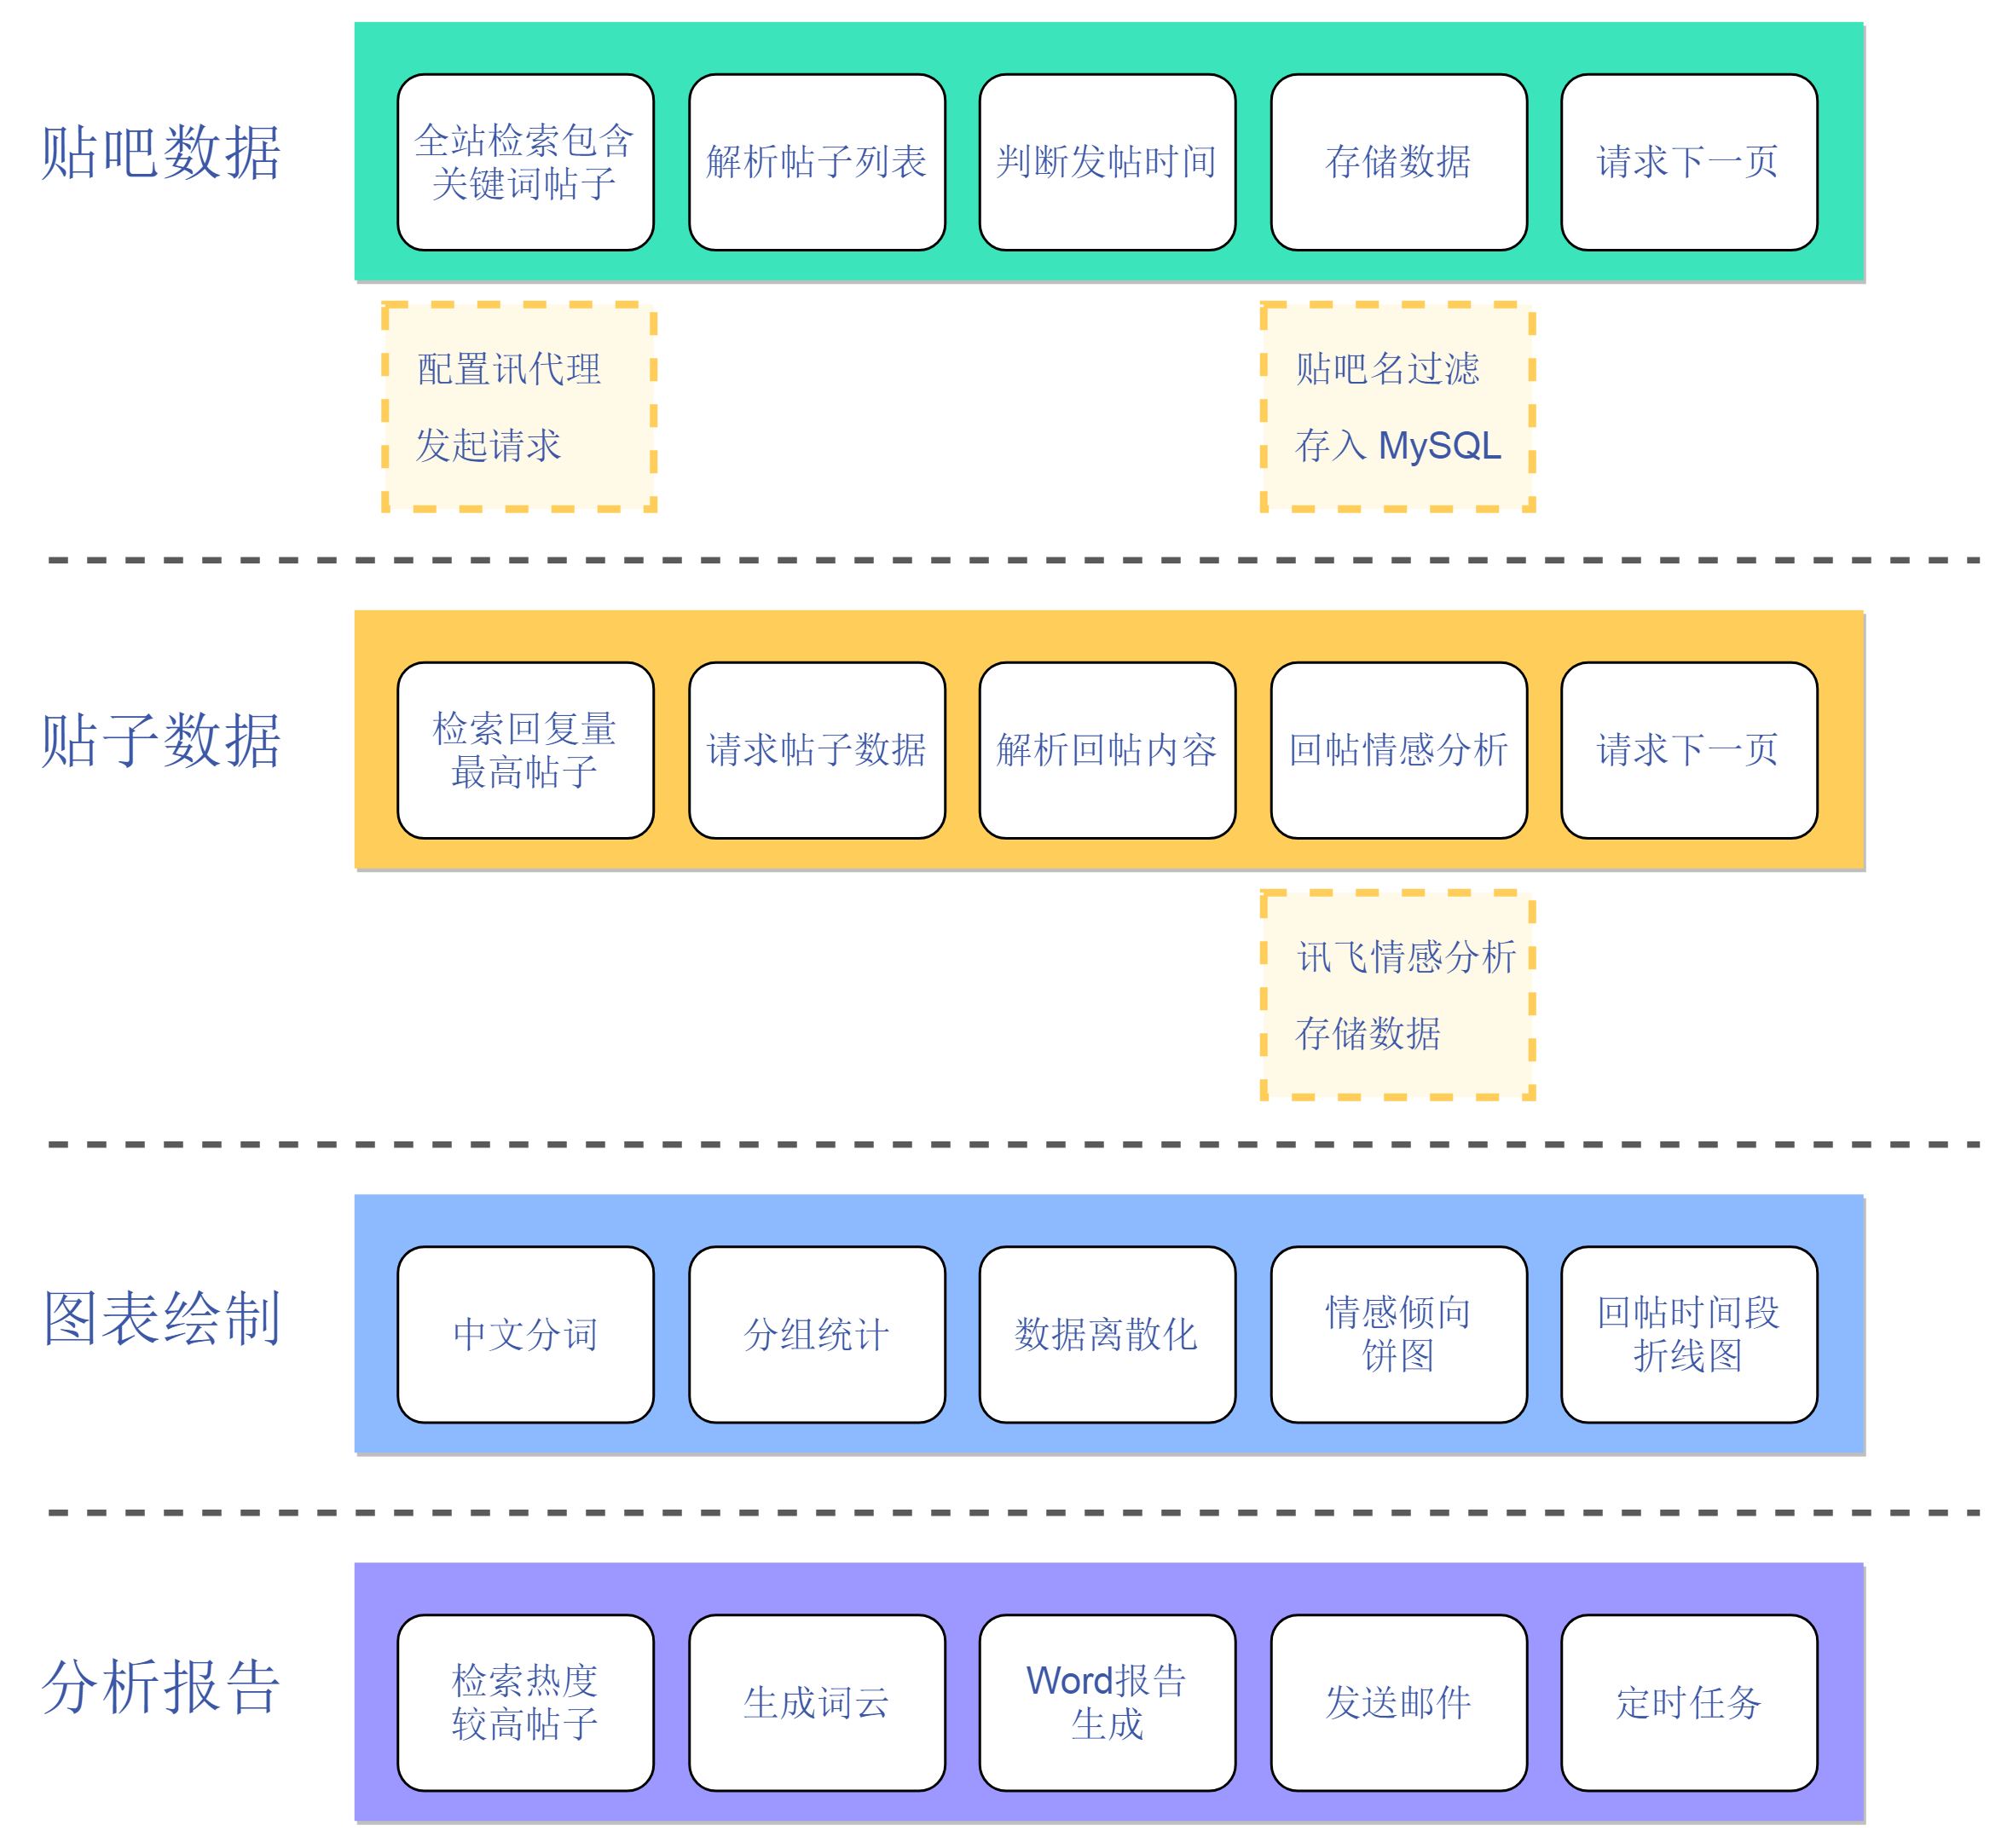 贴吧数据
全站检索包含
关键词帖子
解析帖子列表
判断发帖时间
存储数据
请求下一页
配置讯代理
发起请求
贴吧名过滤
存入 MySQL
贴子数据
检索回复量
最高帖子
请求帖子数据
解析回帖内容
回帖情感分析
请求下一页
讯飞情感分析
存储数据
图表绘制
中文分词
分组统计
数据离散化
情感倾向
饼图
回帖时间段
折线图
分析报告
检索热度
较高帖子
生成词云
Word报告
生成
发送邮件
定时任务